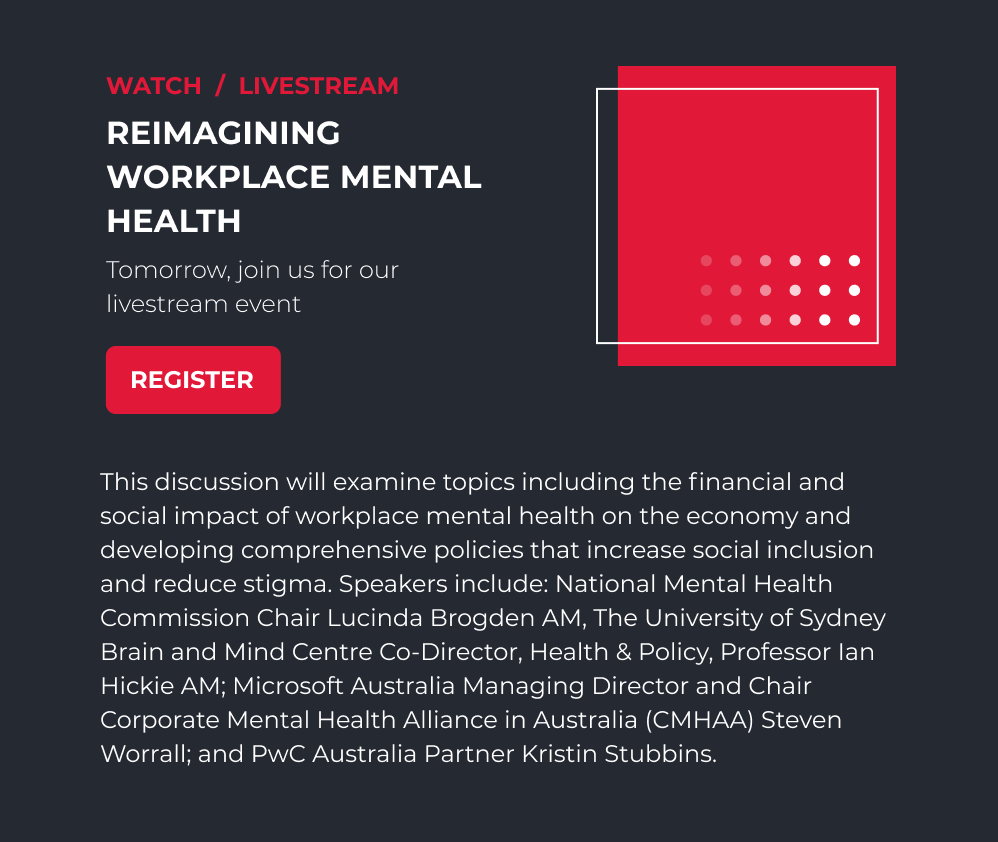 WATCH / LIVESTREAM
REIMAGINING
WORKPLACE MENTAL
HEALTH
Tomorrow, join us for our
livestream event
REGISTER
This discussion will examine topics including the financial and
social impact of workplace mental health on the economy and
developing comprehensive policies that increase social inclusion
and reduce stigma. Speakers include: National Mental Health
Commission Chair Lucinda Brogden AM, The University of Sydney
Brain and Mind Centre Co-Director, Health & Policy, Professor Ian
Hickie AM; Microsoft Australia Managing Director and Chair
Corporate Mental Health Alliance in Australia (CMHAA) Steven
Worrall; and PwC Australia Partner Kristin Stubbins.